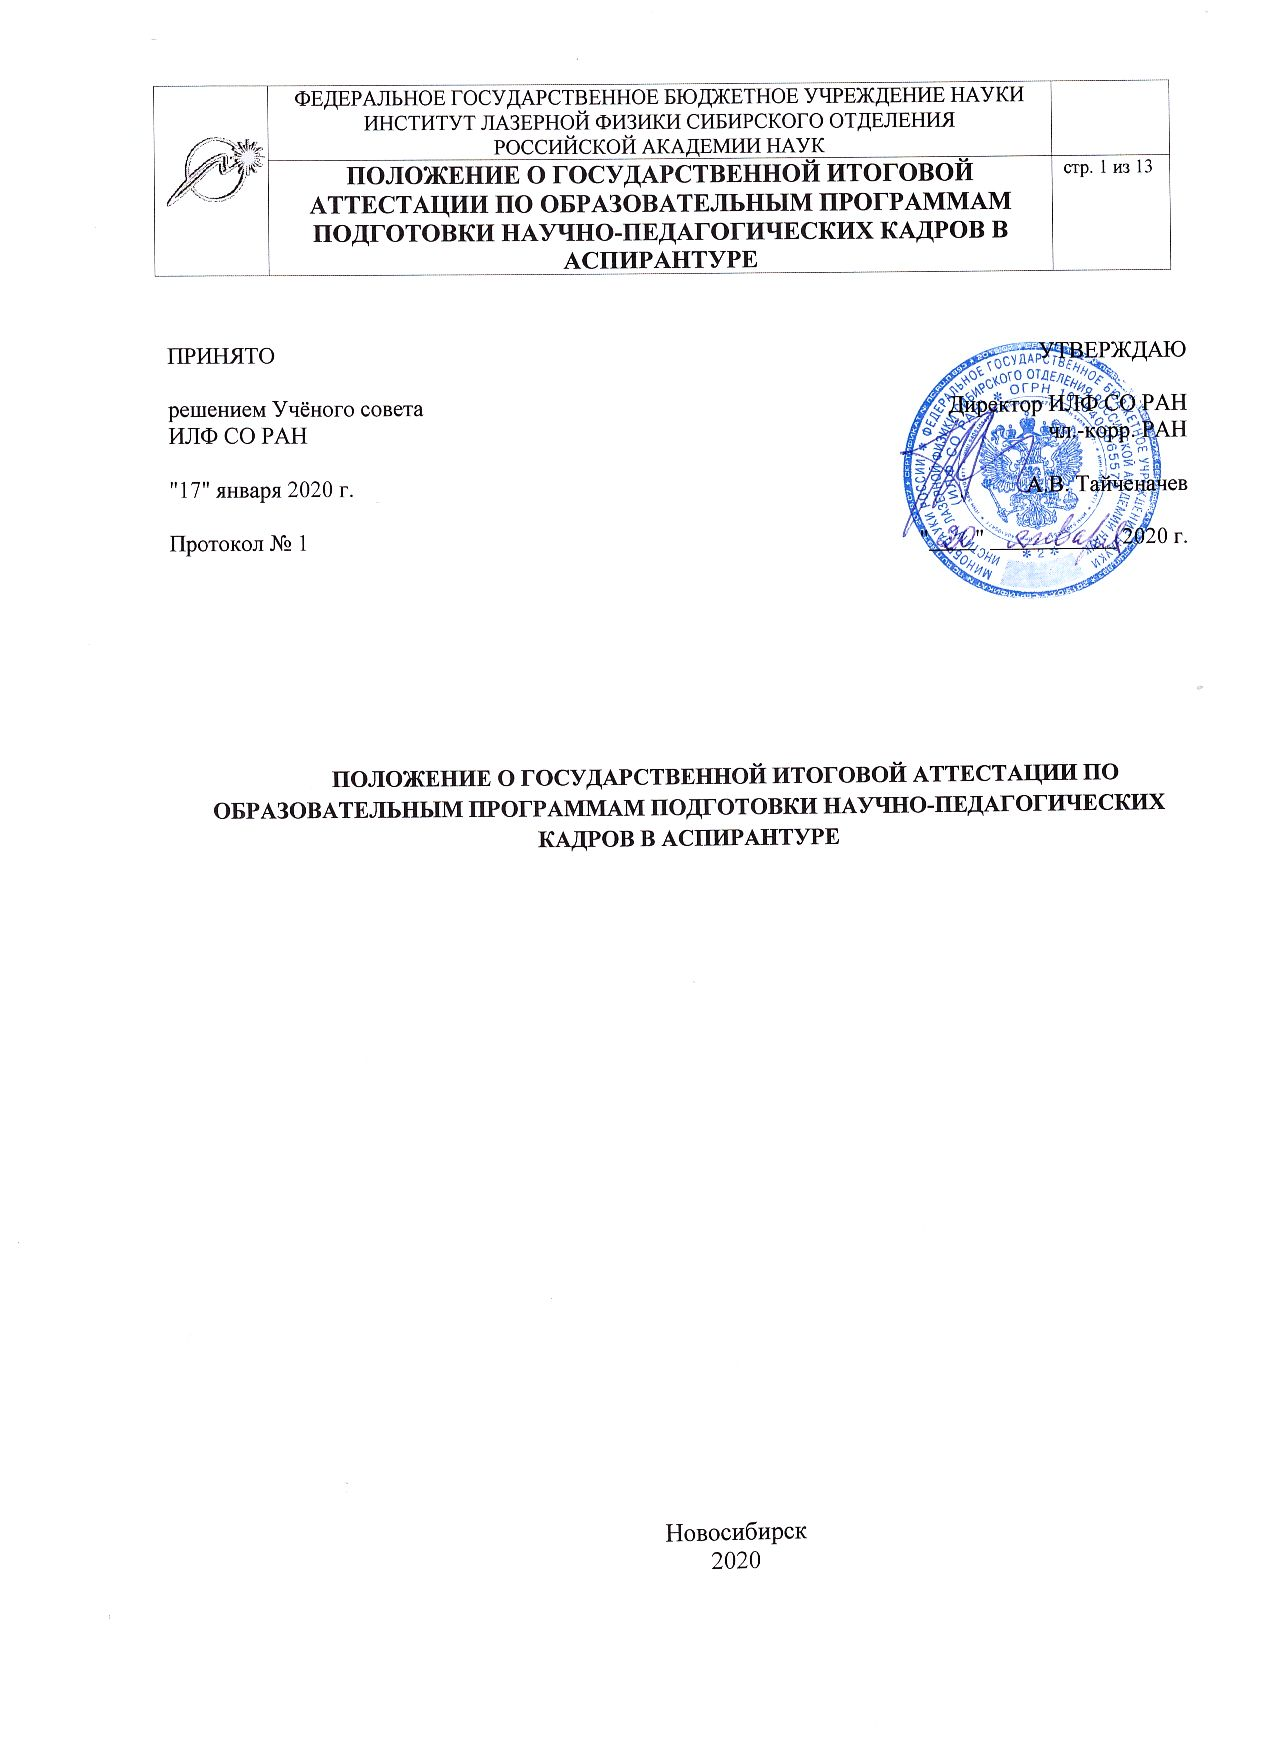 ФЕДЕРАЛЬНОЕ ГОСУДАРСТВЕННОЕ БЮДЖЕТНОЕ УЧРЕЖДЕНИЕ НАУКИ
ИНСТИТУТ ЛАЗЕРНОЙ ФИЗИКИ СИБИРСКОГО ОТДЕЛЕНИЯ
РОССИЙСКОЙ АКАДЕМИИ НАУК
ПОЛОЖЕНИЕ О ГОСУДАРСТВЕННОЙ ИТОГОВОЙ
АТТЕСТАЦИИ ПО ОБРАЗОВАТЕЛЬНЫМ ПРОГРАММАМ
ПОДГОТОВКИ НАУЧНО-ПЕДАГОГИЧЕСКИХ КАДРОВ В
АСПИРАНТУРЕ
стр. 1 из 13
ПРИНЯТО
решением Учёного совета
ИЛФ СО РАН
"17" января 2020 г.
Протокол № 1
УТВЕРЖДАЮ
Директор ИЛФ СО РАН
чл.-корр. РАН
А.В. Тайченачев
"20" января 2020 г.
ПОЛОЖЕНИЕ О ГОСУДАРСТВЕННОЙ ИТОГОВОЙ АТТЕСТАЦИИ ПО
ОБРАЗОВАТЕЛЬНЫМ ПРОГРАММАМ ПОДГОТОВКИ НАУЧНО-ПЕДАГОГИЧЕСКИХ
КАДРОВ В АСПИРАНТУРЕ
Новосибирск
2020